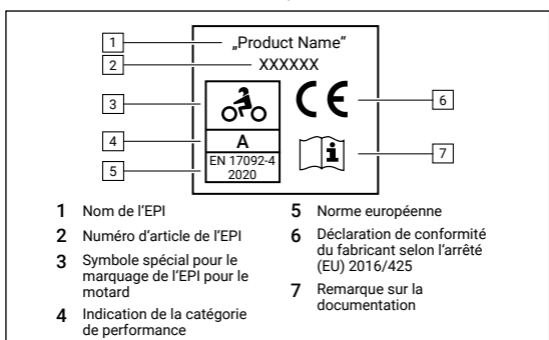 1
„Product Name“
2
XXXXXX
3
CE
6
4
A
i
7
5
EN 17092-4
2020
1 Nom de l'EPI
2 Numéro d'article de l'EPI
3 Symbole spécial pour le
marquage de l'EPI pour le
motard
4 Indication de la catégorie
de performance
5 Norme européenne
6 Déclaration de conformité
du fabricant selon l'arrêté
(EU) 2016/425
7 Remarque sur la
documentation